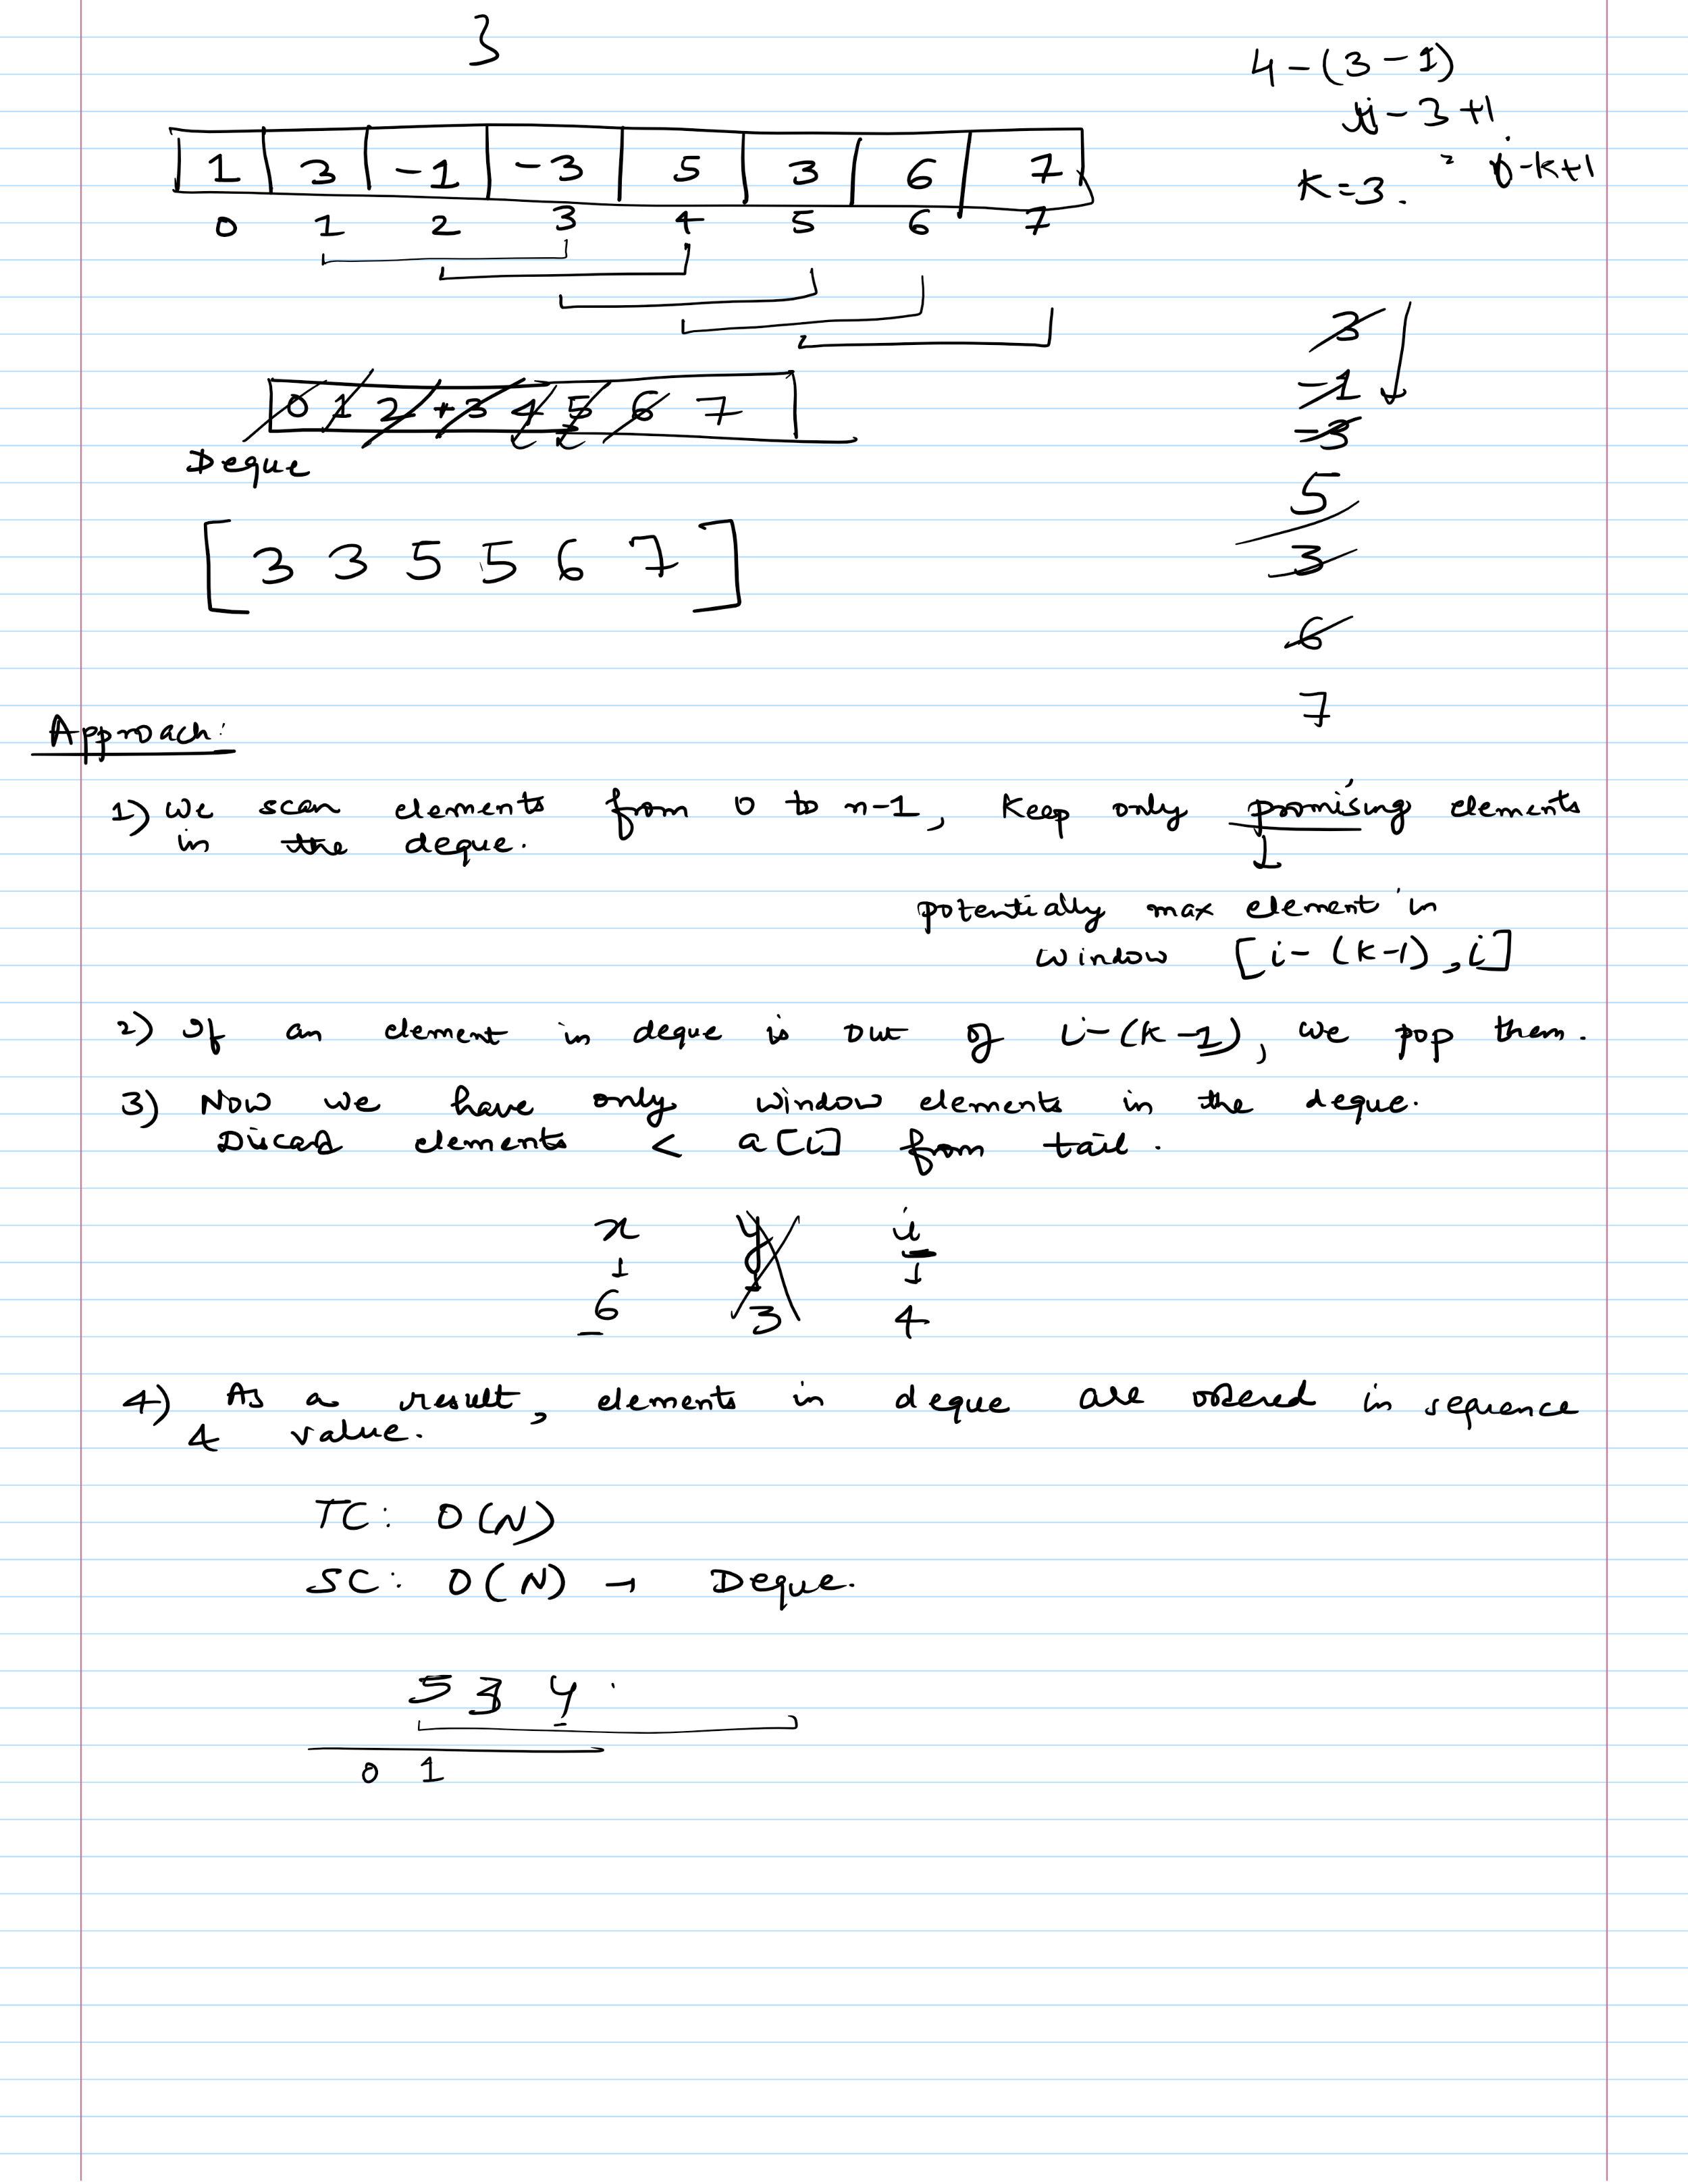 }
4-(3-1)
j-3+1
K=3. j-k+1
1 3 -1 -3 5 3 6 7
0 1 2 3 4 5 6 7
0 1 2 3 4 5 6 7
Deque
[3 3 5 5 6 7]
3
-1
-3
5
3
6
7
Approach:
1) We scan elements from 0 to n-1, Keep only promising elements
in the deque.
potentially max element in
window [i-(k-1), i]
2) If an element in deque is out of i-(k-1), we pop them.
3) Now we have only window elements in the deque.
Discard elements < a[i] from tail.
x y i
6 3 4
4) As a result, elements in deque are ordered in sequence
& value.
TC: O(N)
SC: O(N) → Deque.
5 3 4
0 1